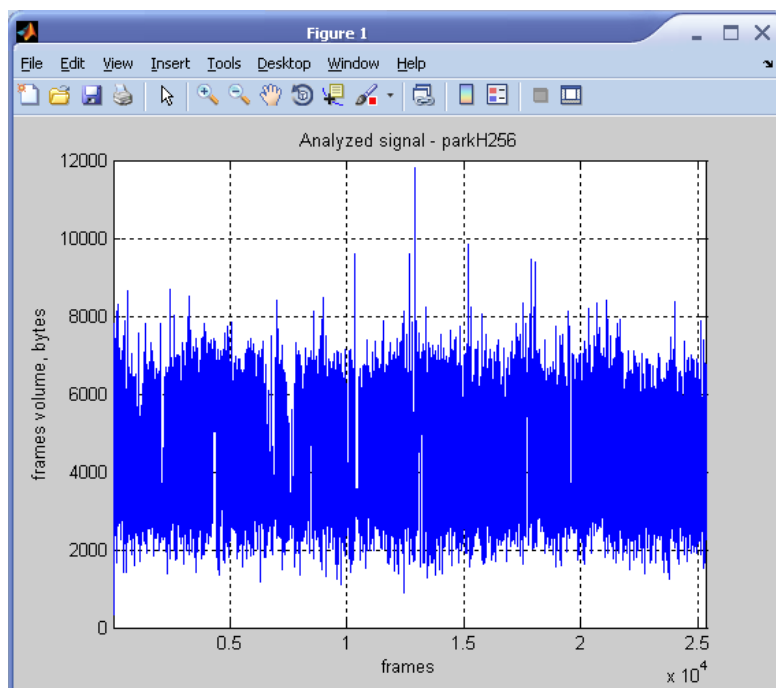 Figure 1
File Edit View Insert Tools Desktop Window Help
Analyzed signal - parkH256
12000
10000
8000
6000
4000
2000
0
frames volume, bytes
0.5 1 1.5 2 2.5
frames
x 10^4